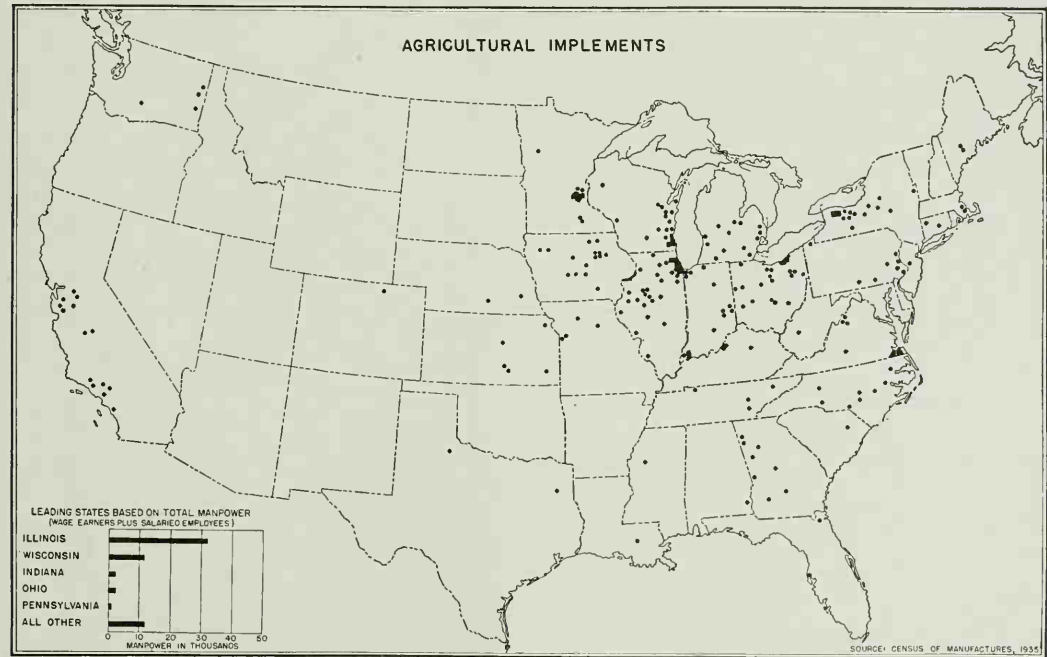 AGRICULTURAL IMPLEMENTS
LEADING STATES BASED ON TOTAL MANPOWER
(WAGE EARNERS PLUS SALARIED EMPLOYEES)
ILLINOIS
WISCONSIN
INDIANA
OHIO
PENNSYLVANIA
ALL OTHER
0 10 20 30 40 50
MANPOWER IN THOUSANDS
SOURCE: CENSUS OF MANUFACTURES, 1935